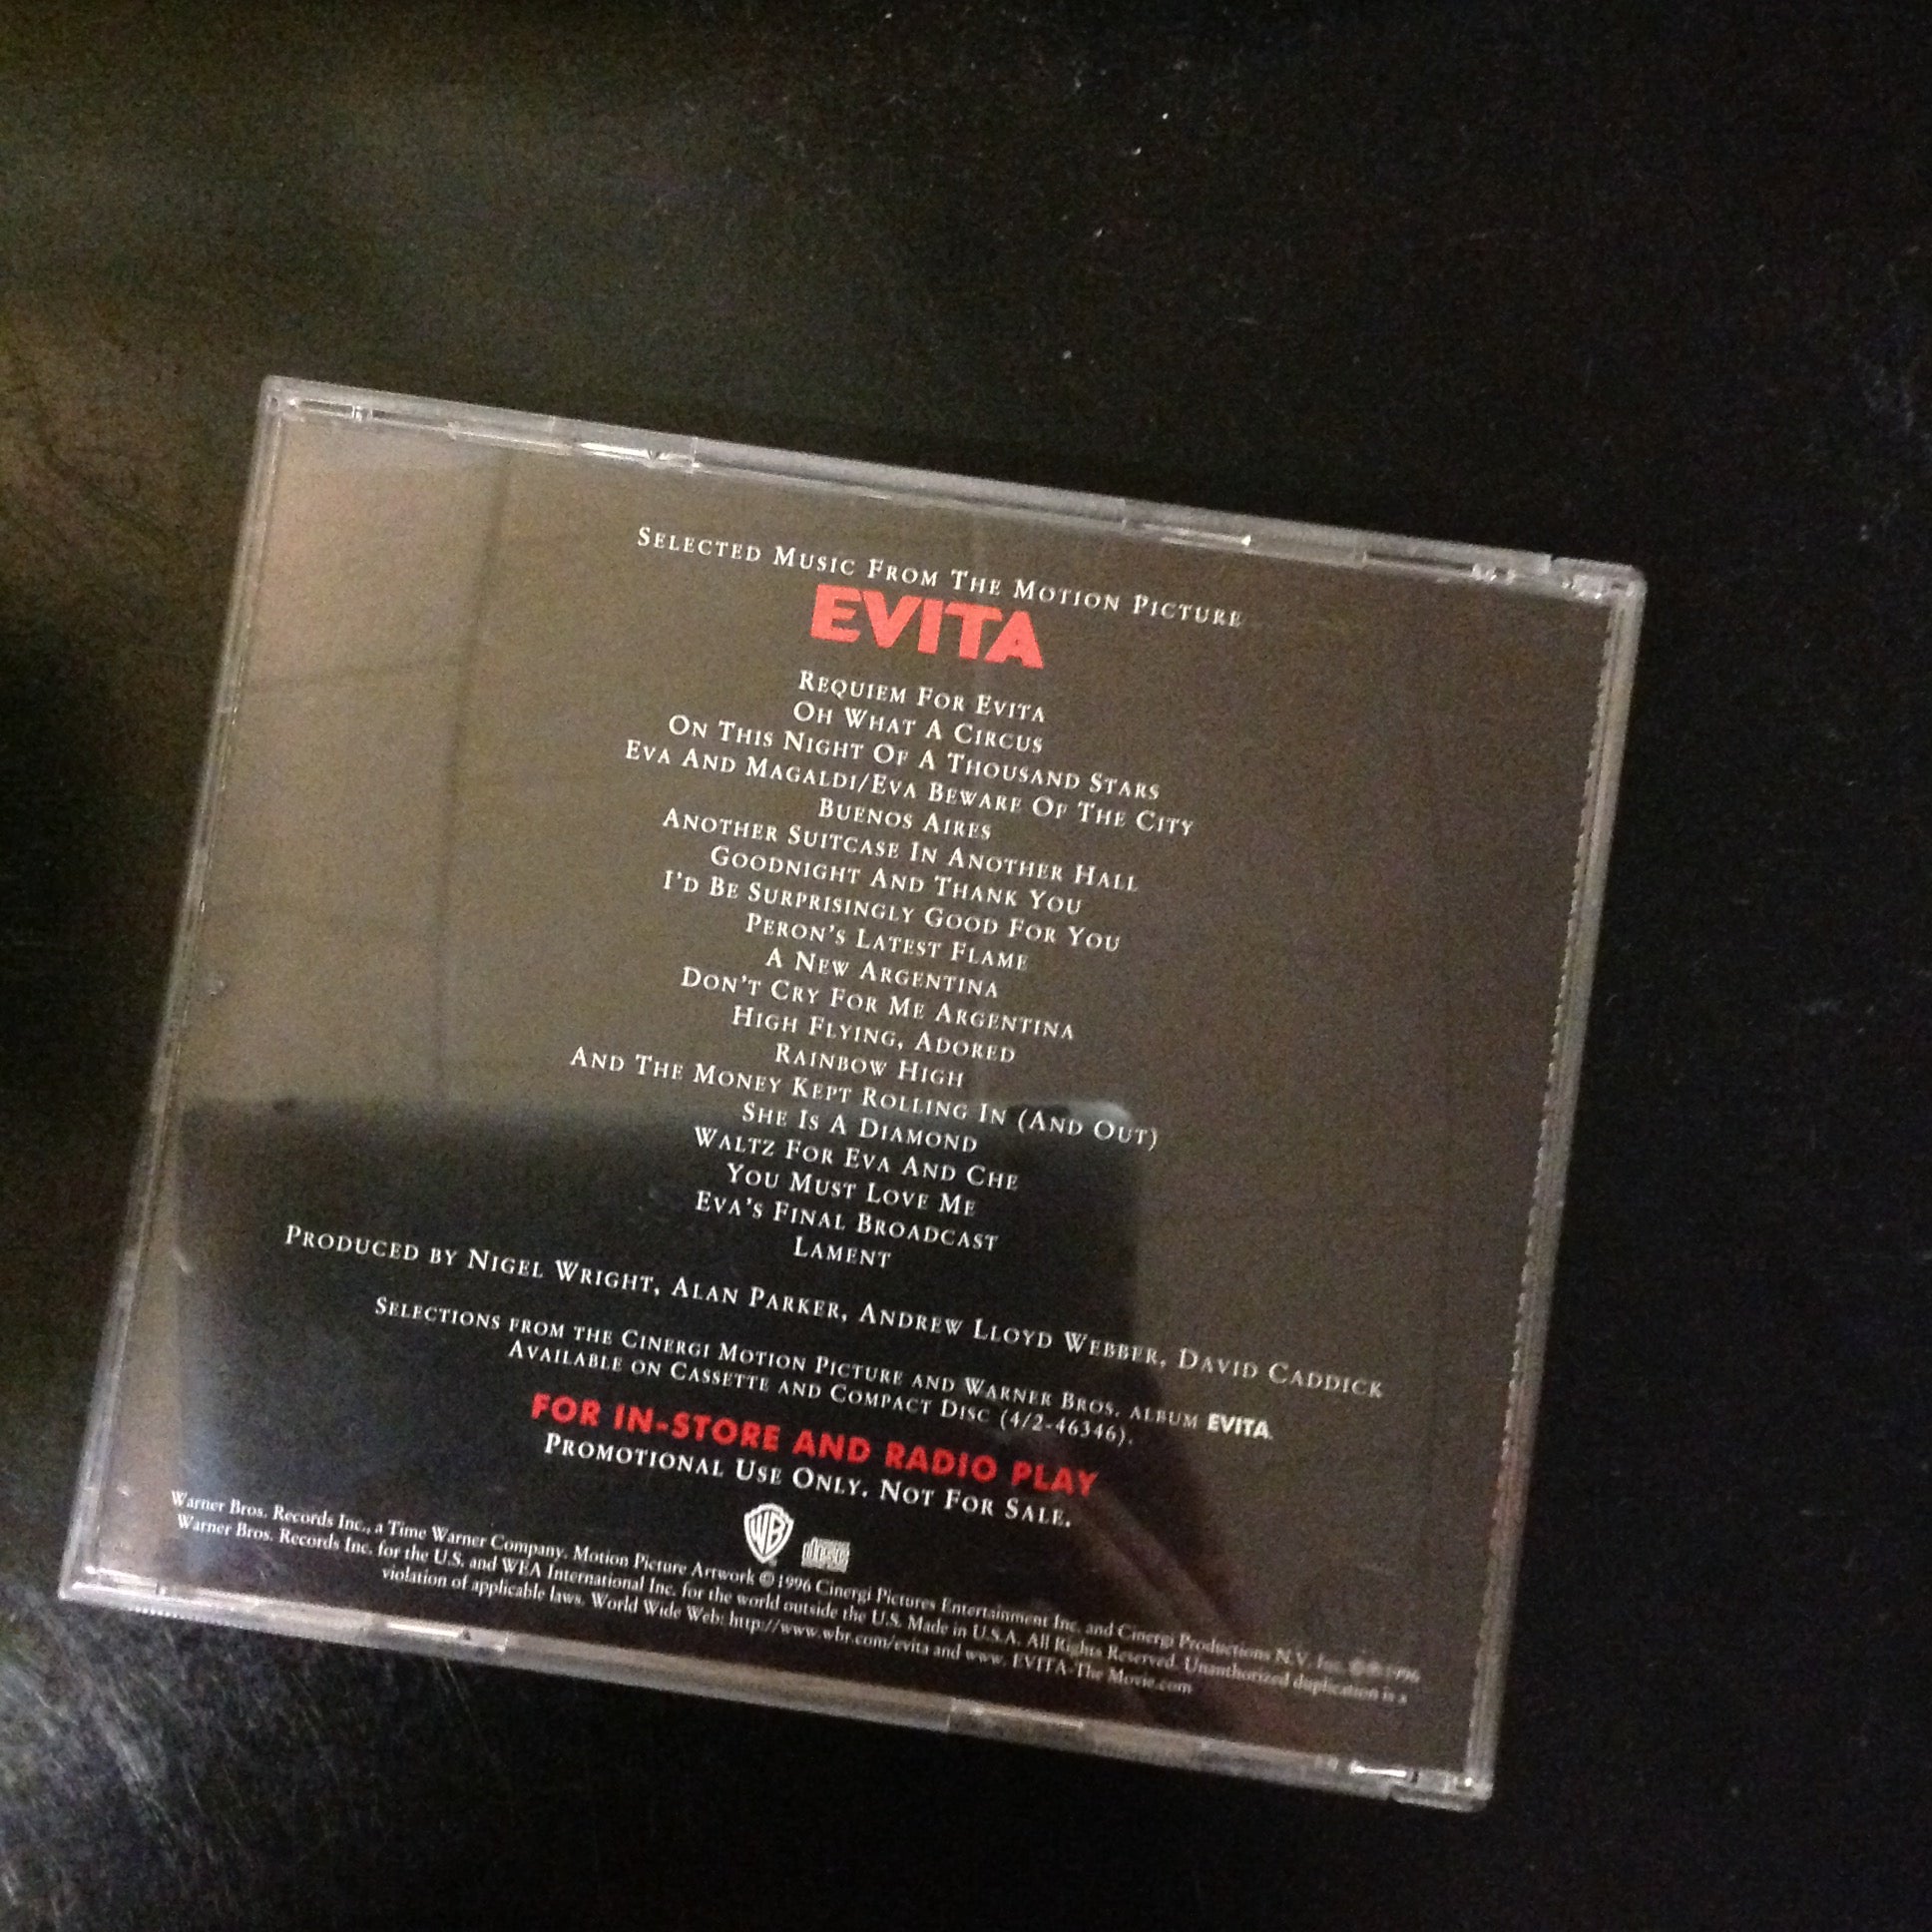 SELECTED MUSIC FROM THE MOTION PICTURE
EVITA
REQUIEM FOR EVITA
OH WHAT A CIRCUS
ON THIS NIGHT OF A THOUSAND STARS
EVA AND MAGALDI/EVA BEWARE OF THE CITY
BUENOS AIRES
ANOTHER SUITCASE IN ANOTHER HALL
GOODNIGHT AND THANK YOU
I'D BE SURPRISINGLY GOOD FOR YOU
PERON'S LATEST FLAME
A NEW ARGENTINA
DON'T CRY FOR ME ARGENTINA
HIGH FLYING, ADORED
RAINBOW HIGH
AND THE MONEY KEPT ROLLING IN (AND OUT)
SHE IS A DIAMOND
WALTZ FOR EVA AND CHE
YOU MUST LOVE ME
EVA'S FINAL BROADCAST
LAMENT
PRODUCED BY NIGEL WRIGHT, ALAN PARKER, ANDREW LLOYD WEBBER, DAVID CADDICK
SELECTIONS FROM THE CINERGI MOTION PICTURE AND WARNER BROS. ALBUM EVITA.
AVAILABLE ON CASSETTE AND COMPACT DISC (4/2-46346).
FOR IN-STORE AND RADIO PLAY
PROMOTIONAL USE ONLY. NOT FOR SALE.
WB disc
Warner Bros. Records Inc., a Time Warner Company. Motion Picture Artwork © 1996 Cinergi Pictures Entertainment Inc. and Cinergi Productions N.V. Inc. ©℗ 1996
Warner Bros. Records Inc. for the U.S. and WEA International Inc. for the world outside the U.S. Made in U.S.A. All Rights Reserved. Unauthorized duplication is a
violation of applicable laws. World Wide Web: http://www.wbr.com/evita and www. EVITA-The Movie.com